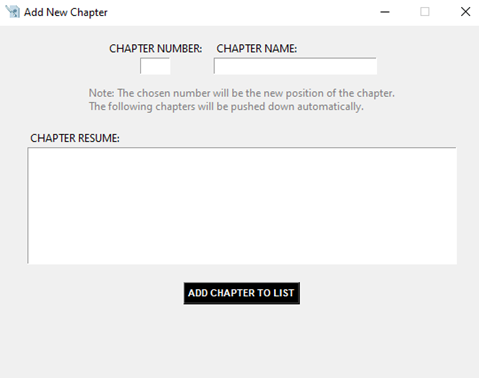 Add New Chapter
CHAPTER NUMBER: CHAPTER NAME:
Note: The chosen number will be the new position of the chapter.
The following chapters will be pushed down automatically.
CHAPTER RESUME:
ADD CHAPTER TO LIST